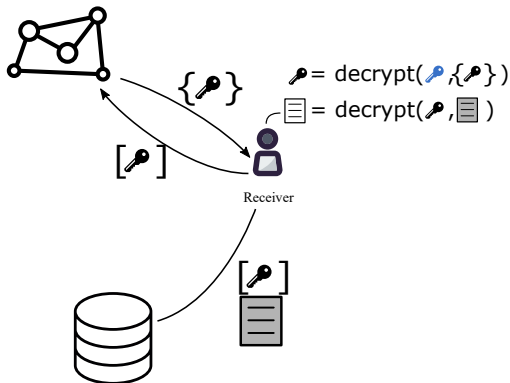 { }
= decrypt( ,{ })
= decrypt( , )
[ ]
Receiver
[ ]